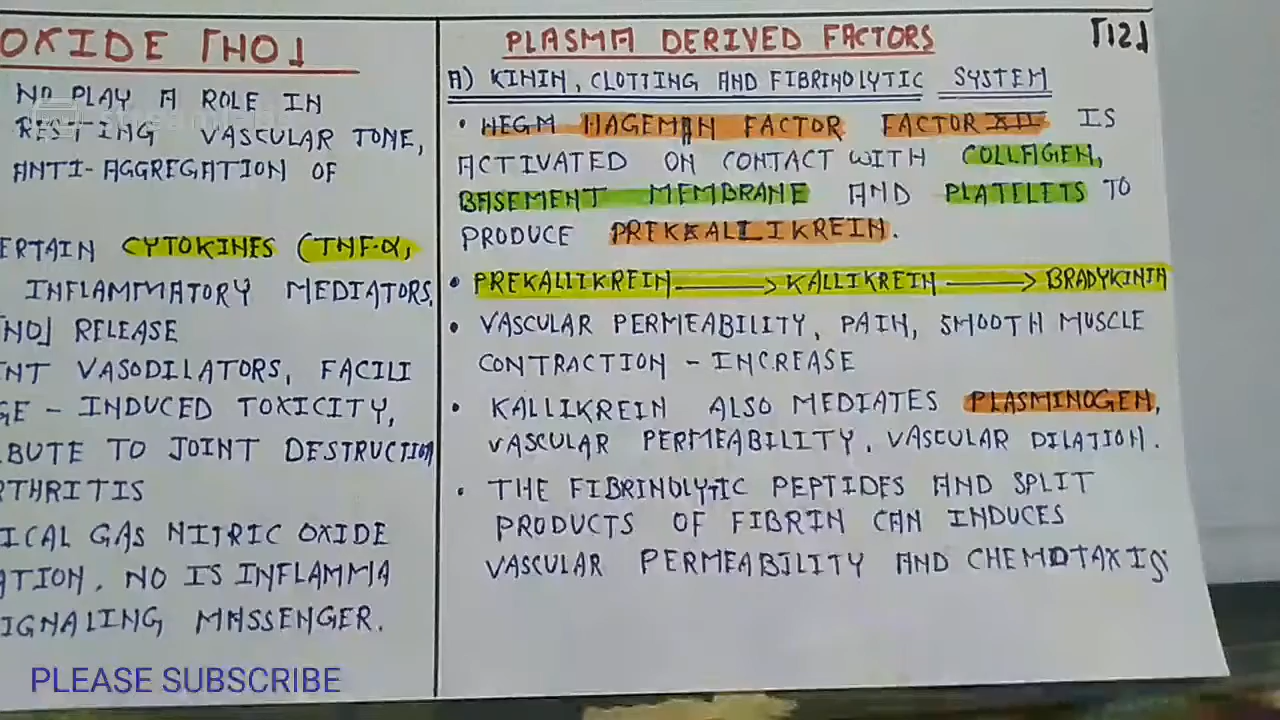 OXIDE [NO]
NO PLAY A ROLE IN
RESTING VASCULAR TONE,
ANTI-AGGREGATION OF
ERTAIN CYTOKINES (TNF-α,
INFLAMMATORY MEDIATORS,
[NO] RELEASE
ENT VASODILATORS, FACILI
GE - INDUCED TOXICITY,
BUTE TO JOINT DESTRUCTION
RTHRITIS
ICAL GAS NITRIC OXIDE
ATION, NO IS INFLAMMA
IGNALING MASSENGER.
PLASMA DERIVED FACTORS
[12]
A) KININ, CLOTTING AND FIBRINOLYTIC SYSTEM
• HEGM HAGEMAN FACTOR FACTOR XII IS
ACTIVATED ON CONTACT WITH COLLAGEN,
BASEMENT MEMBRANE AND PLATELETS TO
PRODUCE PREKALLIKREIN.
• PREKALLIKREIN → KALLIKREIN → BRADYKININ
• VASCULAR PERMEABILITY, PAIN, SMOOTH MUSCLE
CONTRACTION - INCREASE
• KALLIKREIN ALSO MEDIATES PLASMINOGEN,
VASCULAR PERMEABILITY, VASCULAR DILATION.
• THE FIBRINOLYTIC PEPTIDES AND SPLIT
PRODUCTS OF FIBRIN CAN INDUCES
VASCULAR PERMEABILITY AND CHEMOTAXIS
PLEASE SUBSCRIBE